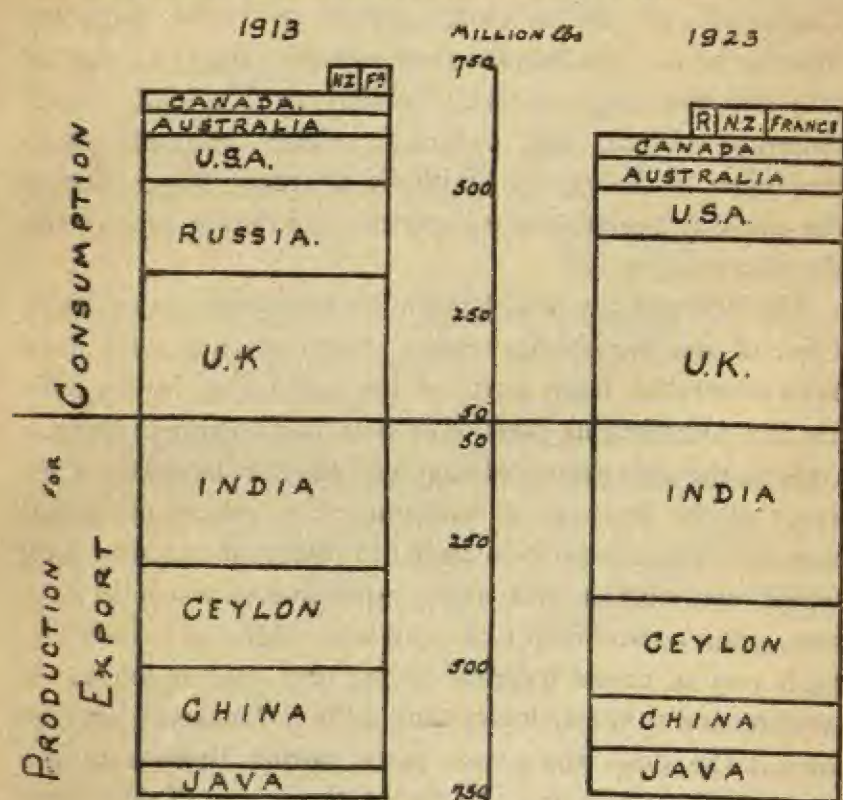 1913
MILLION lbs
1923
CONSUMPTION
PRODUCTION FOR EXPORT
NZ FR
CANADA.
AUSTRALIA
U.S.A.
RUSSIA.
U.K
INDIA
CEYLON
CHINA
JAVA
750
500
250
50
50
250
500
750
R N.Z. FRANCE
CANADA
AUSTRALIA
U.S.A.
U.K.
INDIA
CEYLON
CHINA
JAVA